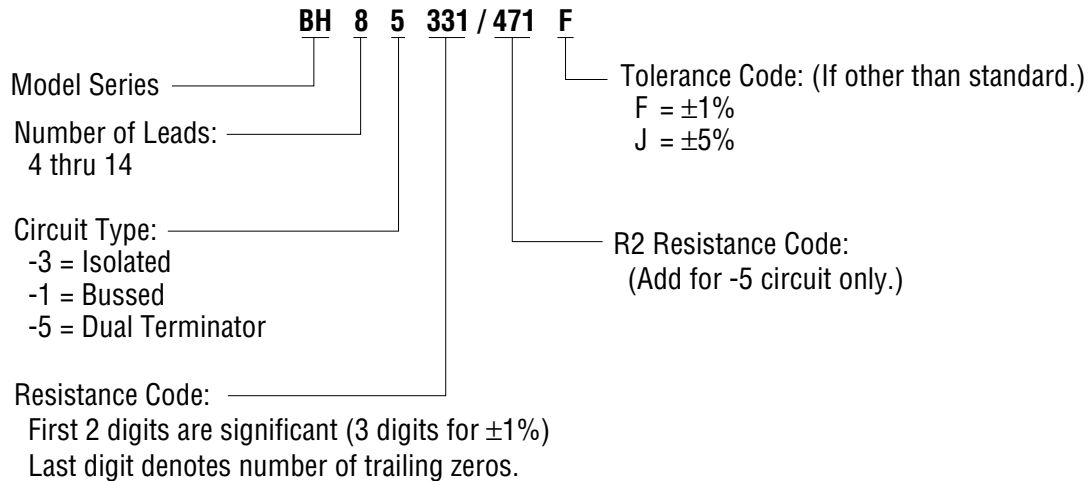 BH 8 5 331 / 471 F
Model Series
Number of Leads:
4 thru 14
Circuit Type:
-3 = Isolated
-1 = Bussed
-5 = Dual Terminator
Resistance Code:
First 2 digits are significant (3 digits for ±1%)
Last digit denotes number of trailing zeros.
Tolerance Code: (If other than standard.)
F = ±1%
J = ±5%
R2 Resistance Code:
(Add for -5 circuit only.)